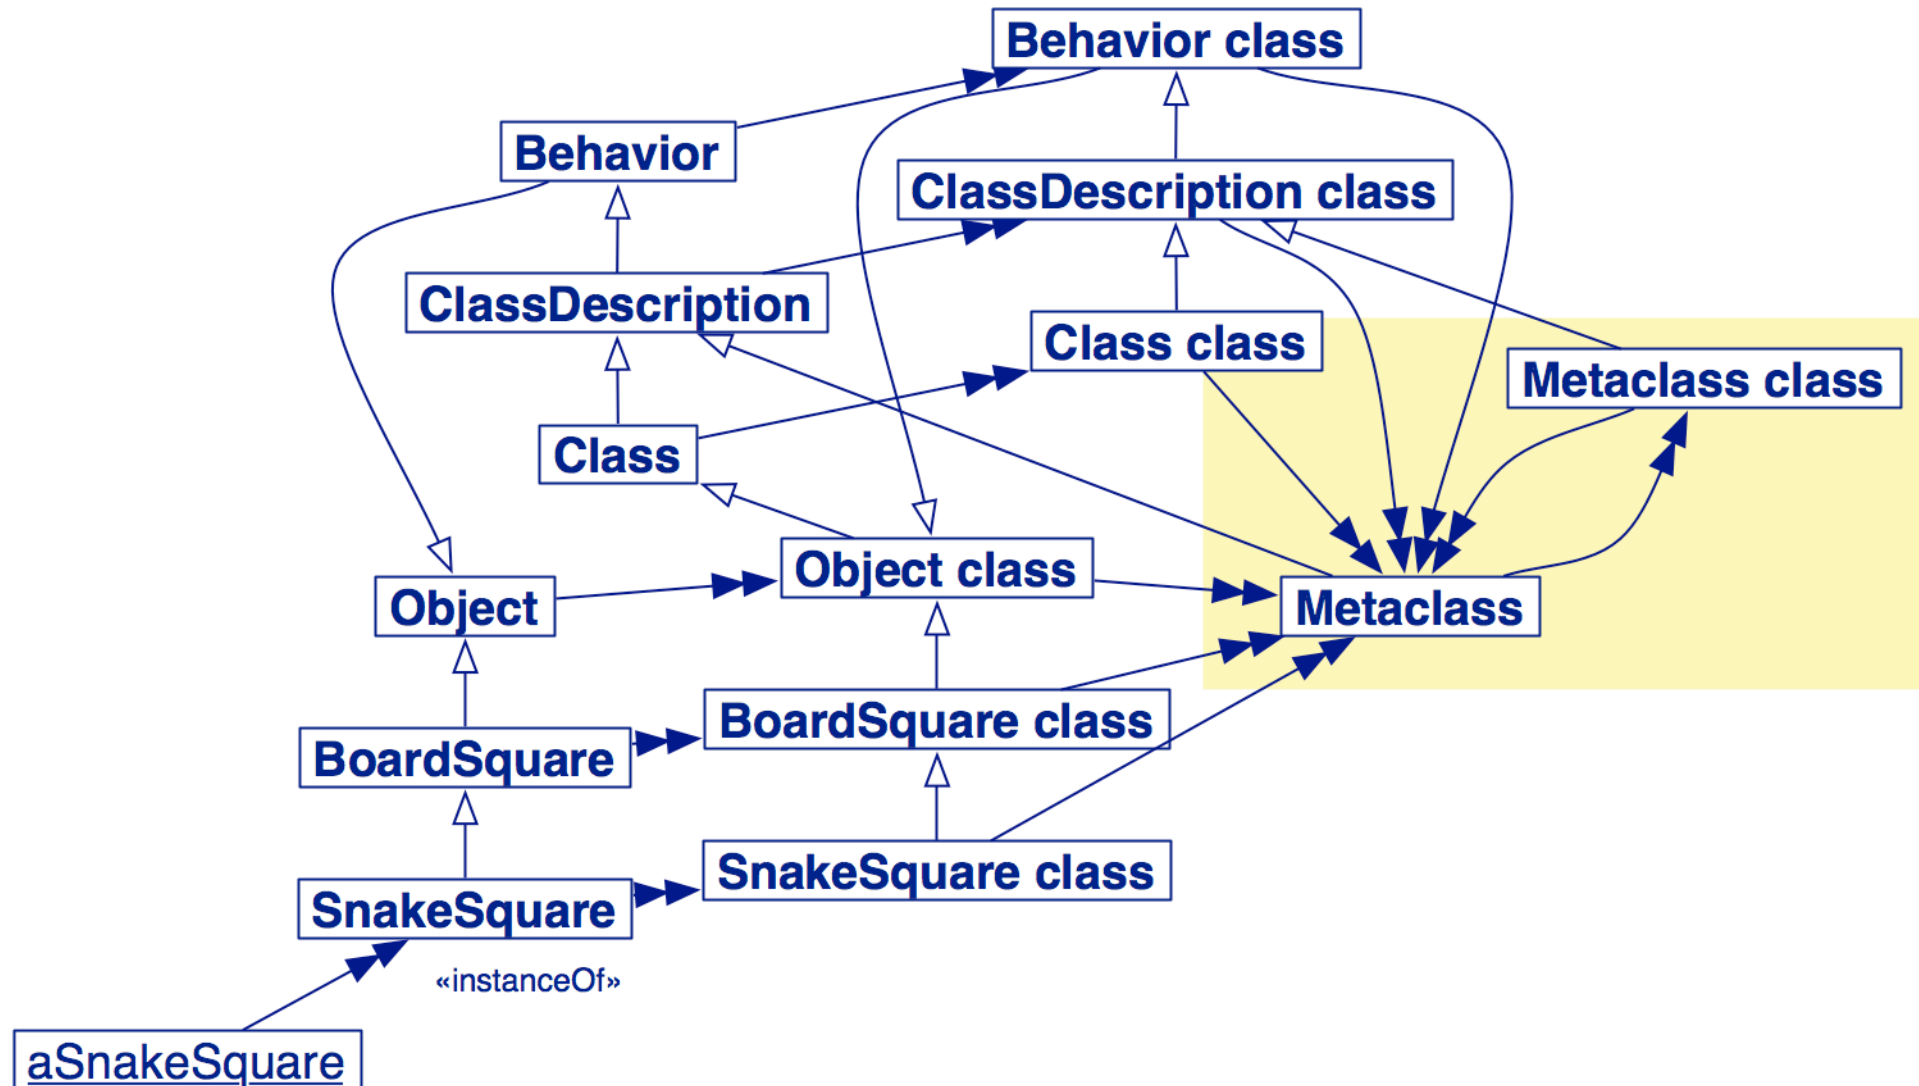 Behavior class
Behavior
ClassDescription class
ClassDescription
Class class
Metaclass class
Class
Object class
Object
Metaclass
BoardSquare class
BoardSquare
SnakeSquare class
SnakeSquare
«instanceOf»
aSnakeSquare